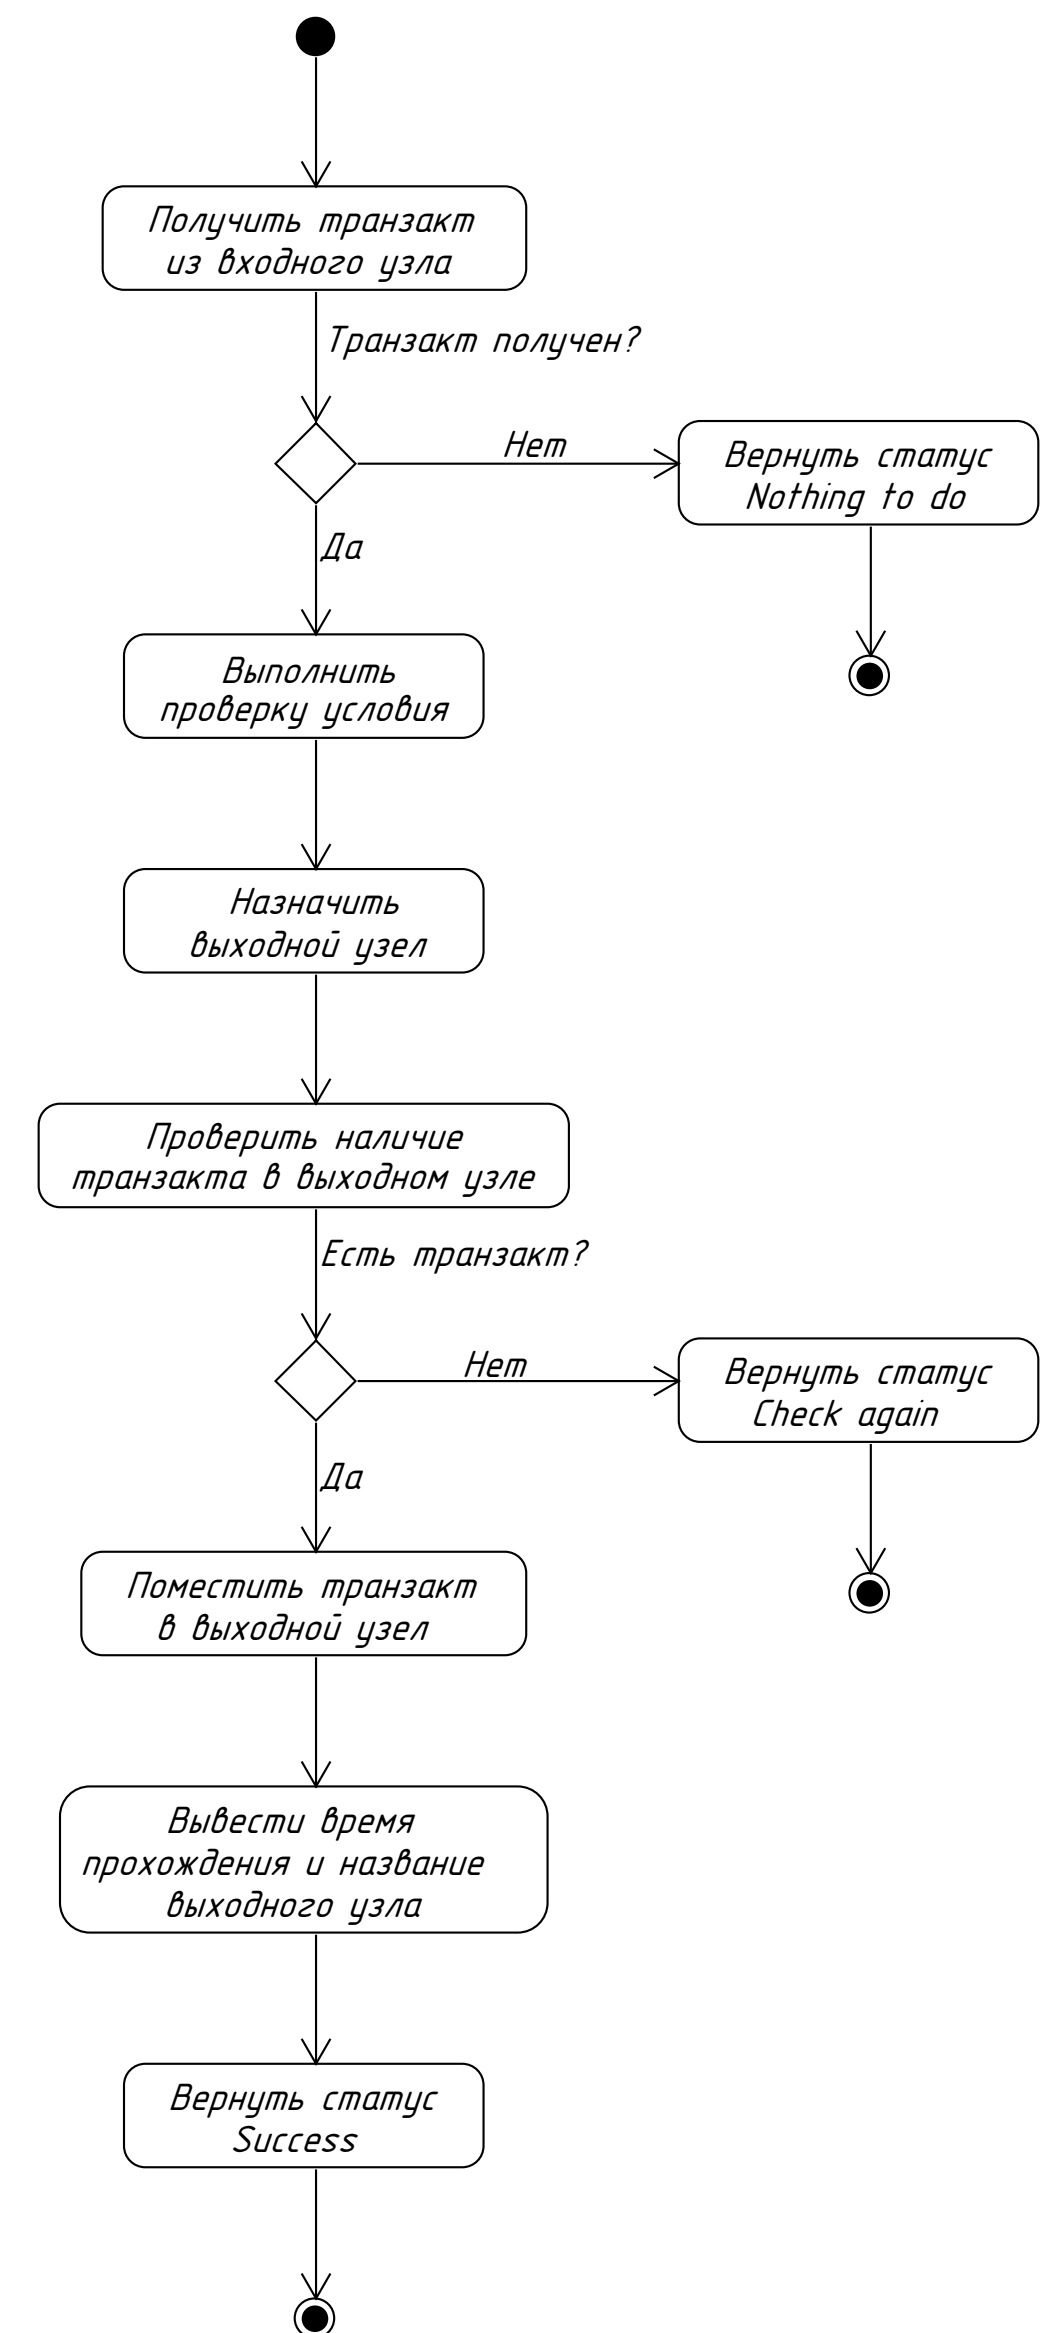 Получить транзакт
из входного узла
Транзакт получен?
Нет
Вернуть статус
Nothing to do
Да
Выполнить
проверку условия
Назначить
выходной узел
Проверить наличие
транзакта в выходном узле
Есть транзакт?
Нет
Вернуть статус
Check again
Да
Поместить транзакт
в выходной узел
Вывести время
прохождения и название
выходного узла
Вернуть статус
Success